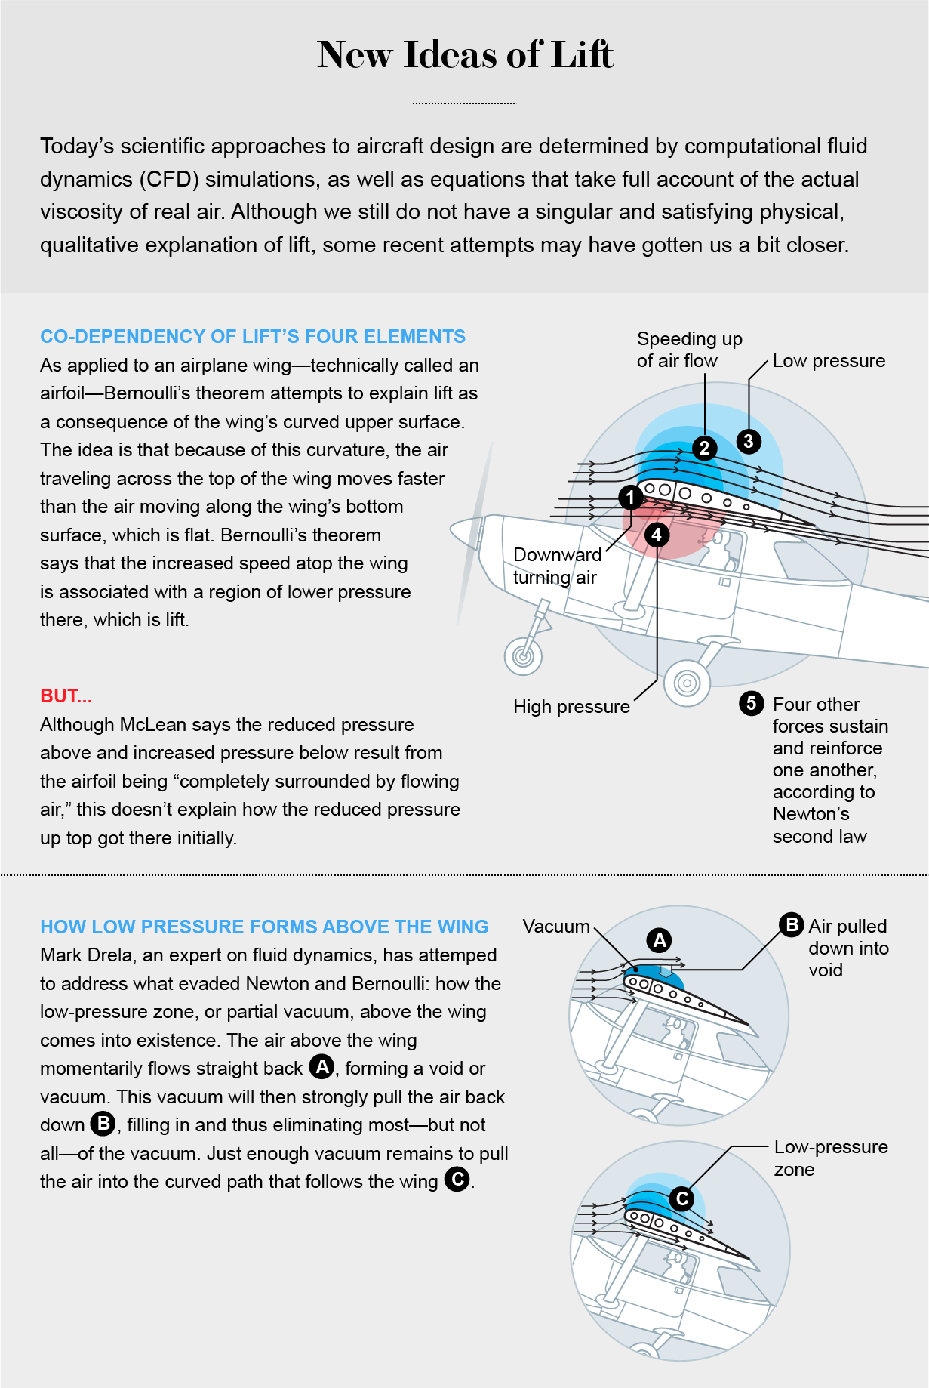 New Ideas of Lift
Today's scientific approaches to aircraft design are determined by computational fluid
dynamics (CFD) simulations, as well as equations that take full account of the actual
viscosity of real air. Although we still do not have a singular and satisfying physical,
qualitative explanation of lift, some recent attempts may have gotten us a bit closer.
CO-DEPENDENCY OF LIFT'S FOUR ELEMENTS
As applied to an airplane wing—technically called an
airfoil—Bernoulli's theorem attempts to explain lift as
a consequence of the wing's curved upper surface.
The idea is that because of this curvature, the air
traveling across the top of the wing moves faster
than the air moving along the wing's bottom
surface, which is flat. Bernoulli's theorem
says that the increased speed atop the wing
is associated with a region of lower pressure
there, which is lift.
BUT...
Although McLean says the reduced pressure
above and increased pressure below result from
the airfoil being “completely surrounded by flowing
air,” this doesn't explain how the reduced pressure
up top got there initially.
Speeding up
of air flow
Low pressure
2
3
1
4
Downward
turning air
High pressure
5 Four other
forces sustain
and reinforce
one another,
according to
Newton's
second law
HOW LOW PRESSURE FORMS ABOVE THE WING
Mark Drela, an expert on fluid dynamics, has attemped
to address what evaded Newton and Bernoulli: how the
low-pressure zone, or partial vacuum, above the wing
comes into existence. The air above the wing
momentarily flows straight back A, forming a void or
vacuum. This vacuum will then strongly pull the air back
down B, filling in and thus eliminating most—but not
all—of the vacuum. Just enough vacuum remains to pull
the air into the curved path that follows the wing C.
Vacuum
A
B Air pulled
down into
void
Low-pressure
zone
C